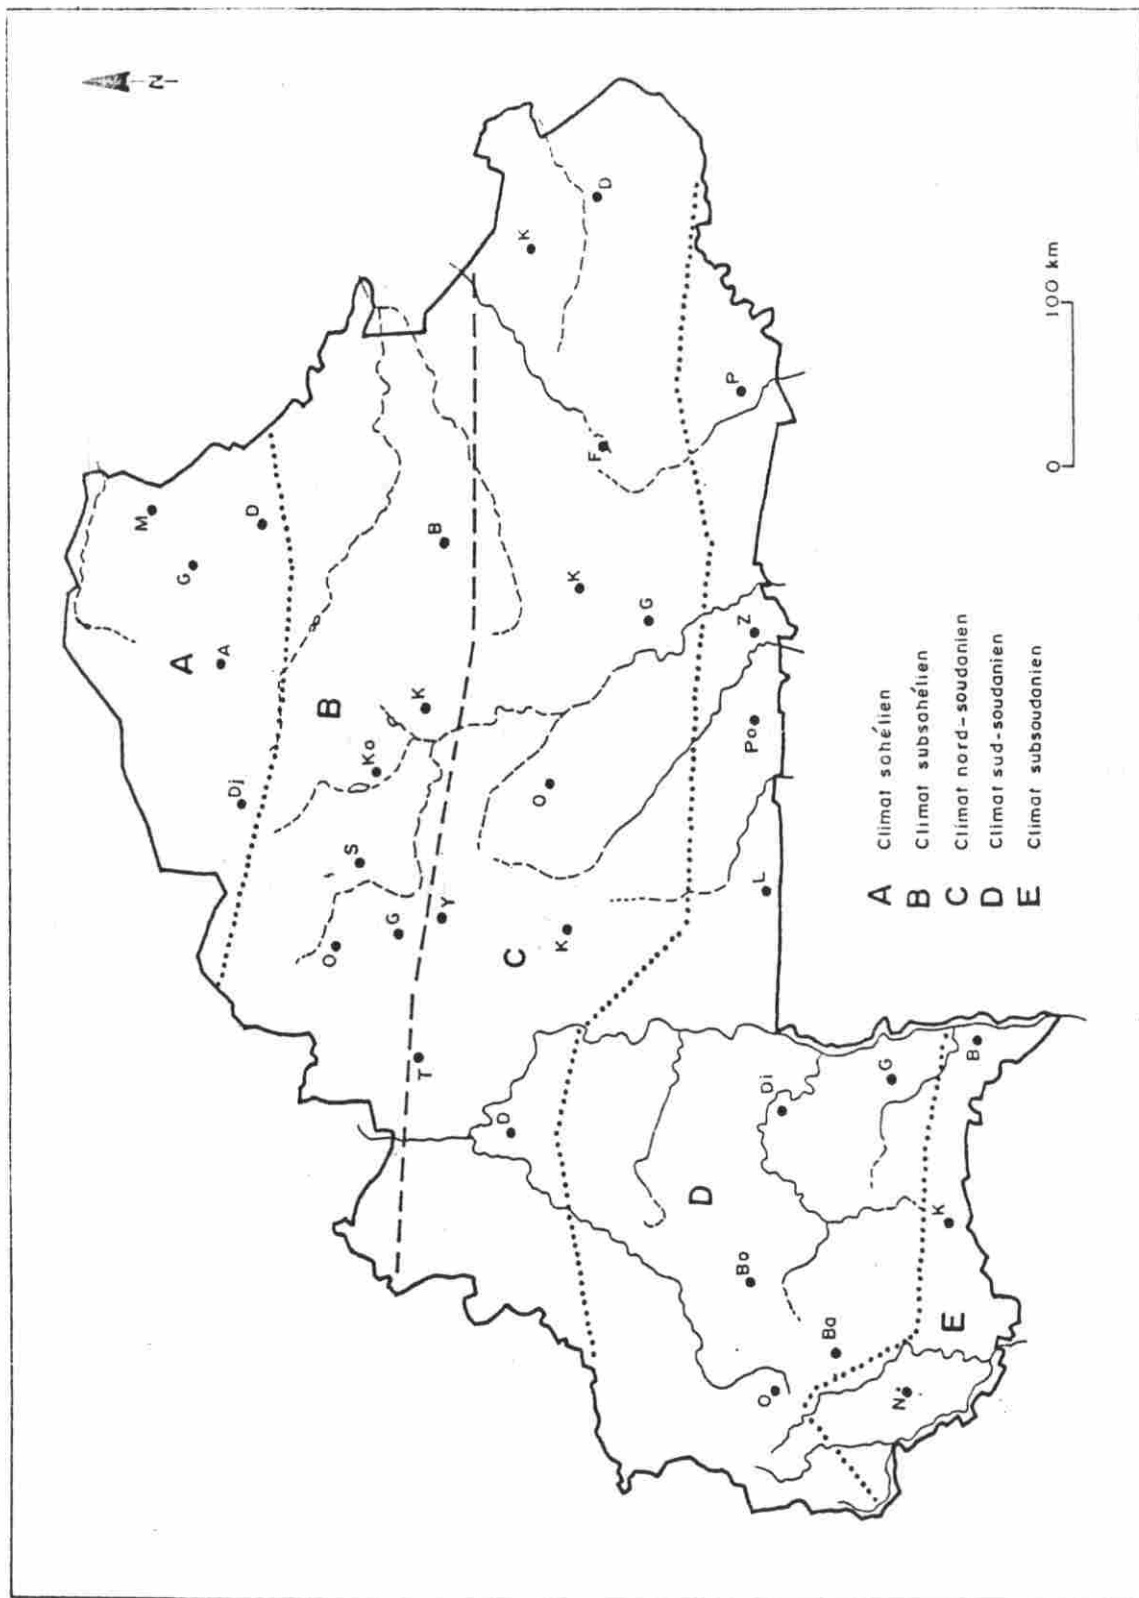 N
M
G
A
A
Dj
D
B
O
S
Ko
G
K
T
B
Y
D
C
K
O
K
K
F
D
G
D
P
Bo
Z
Po
O
L
Di
Ba
G
N
K
E
B
A Climat sahélien
B Climat subsahélien
C Climat nord-soudanien
D Climat sud-soudanien
E Climat subsoudanien
0 100 km